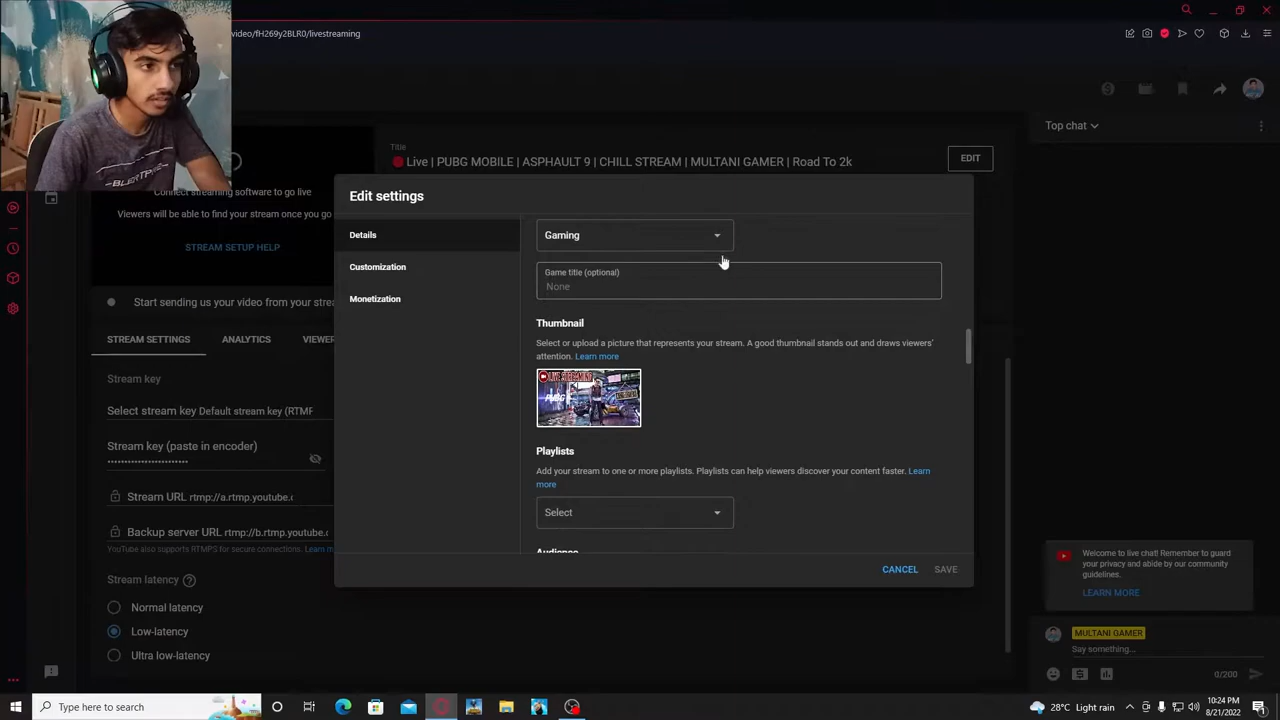 video/fH269y2BLR0/livestreaming
Connect streaming software to go live
Viewers will be able to find your stream once you go
STREAM SETUP HELP
Title
Live | PUBG MOBILE | ASPHALT 9 | CHILL STREAM | MULTANI GAMER | Road To 2k
EDIT
Top chat
Start sending us your video from your strea
STREAM SETTINGS
ANALYTICS
VIEWER
Stream key
Select stream key Default stream key (RTMP
Stream key (paste in encoder)
Stream URL rtmp://a.rtmp.youtube.c
Backup server URL rtmp://b.rtmp.youtube.
YouTube also supports RTMPS for secure connections. Learn m
Stream latency
Normal latency
Low-latency
Ultra low-latency
Edit settings
Details
Customization
Monetization
Gaming
Game title (optional)
None
Thumbnail
Select or upload a picture that represents your stream. A good thumbnail stands out and draws viewers'
attention. Learn more
LIVE STREAMING
PUBG
Playlists
Add your stream to one or more playlists. Playlists can help viewers discover your content faster. Learn
more
Select
Audience
CANCEL
SAVE
Welcome to live chat! Remember to guard
your privacy and abide by our community
guidelines.
LEARN MORE
MULTANI GAMER
Say something...
0/200
Type here to search
28°C Light rain
10:24 PM
8/21/2022